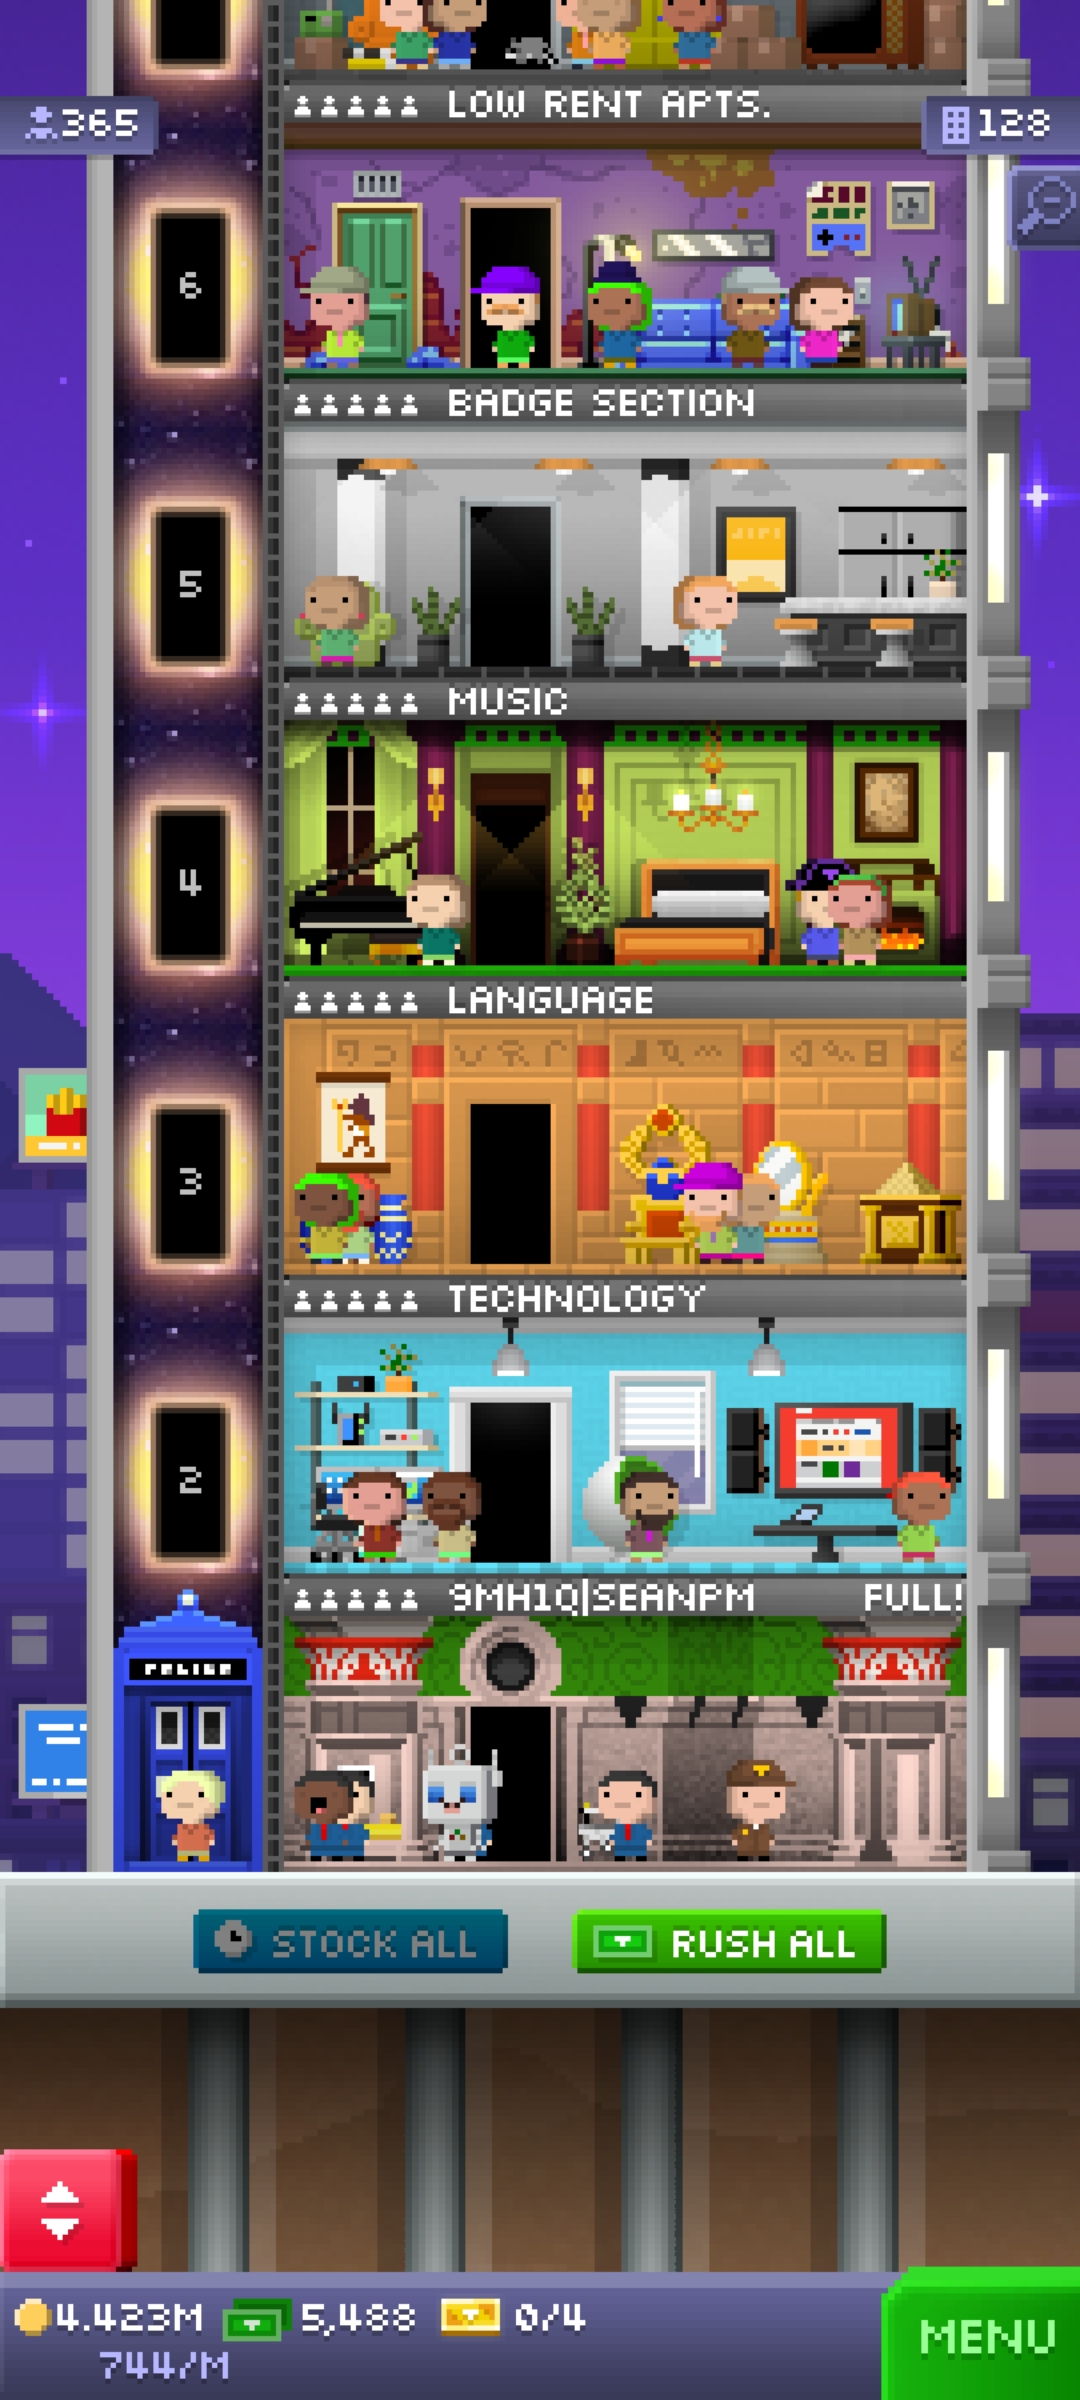 LOW RENT APTS.
365
128
6
BADGE SECTION
5
MUSIC
4
LANGUAGE
3
TECHNOLOGY
2
9MH1Q|SEANPM FULL!
POLICE
STOCK ALL
RUSH ALL
4.423M 5,488 0/4
744/M
MENU